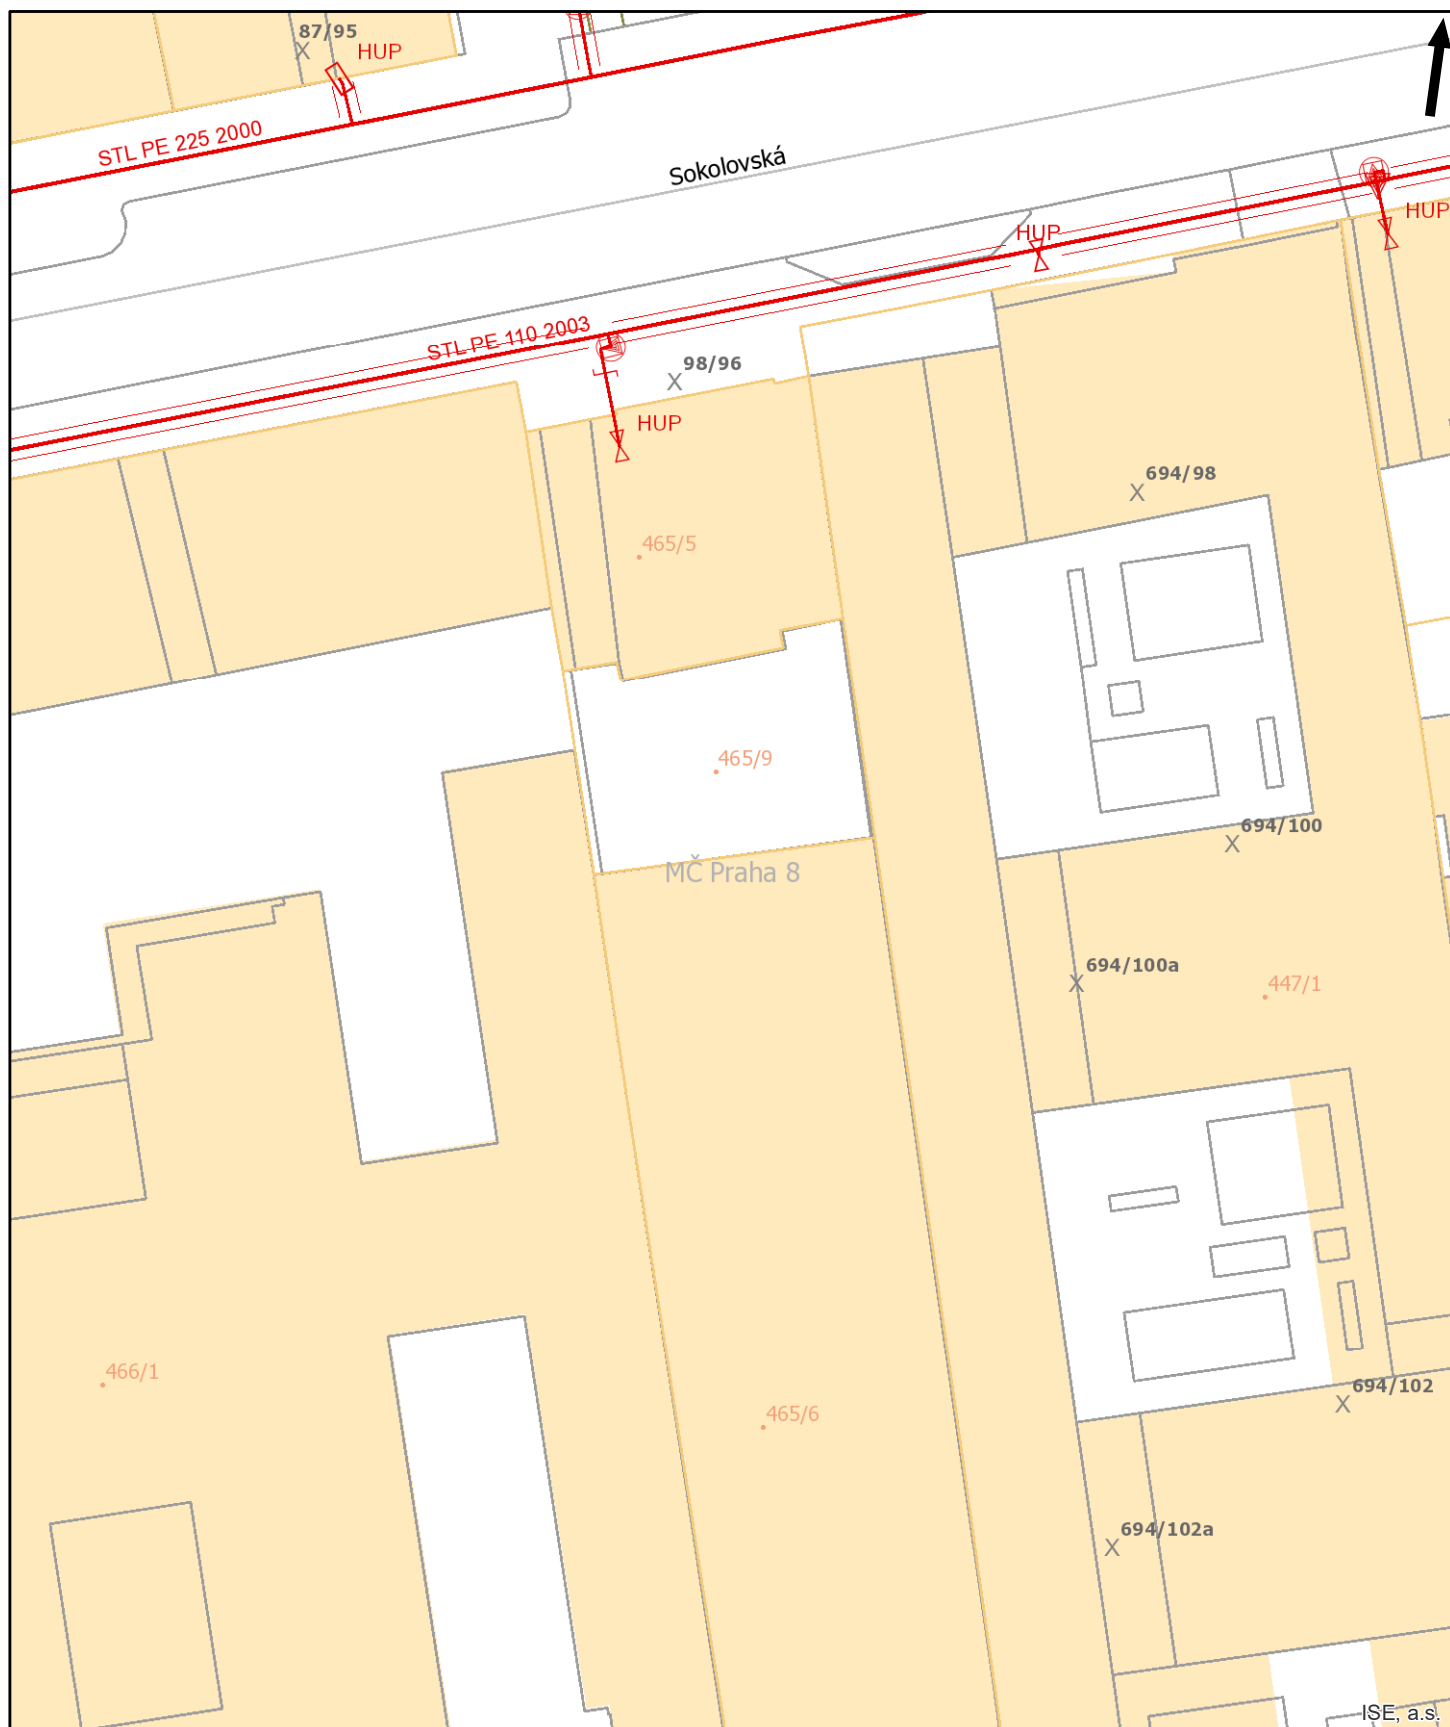 87/95
HUP
STL PE 225 2000
Sokolovská
HUP
HUP
STL PE 110 2003
98/96
HUP
694/98
465/5
465/9
694/100
MČ Praha 8
694/100a
447/1
466/1
694/102
465/6
694/102a
ISE, a.s.